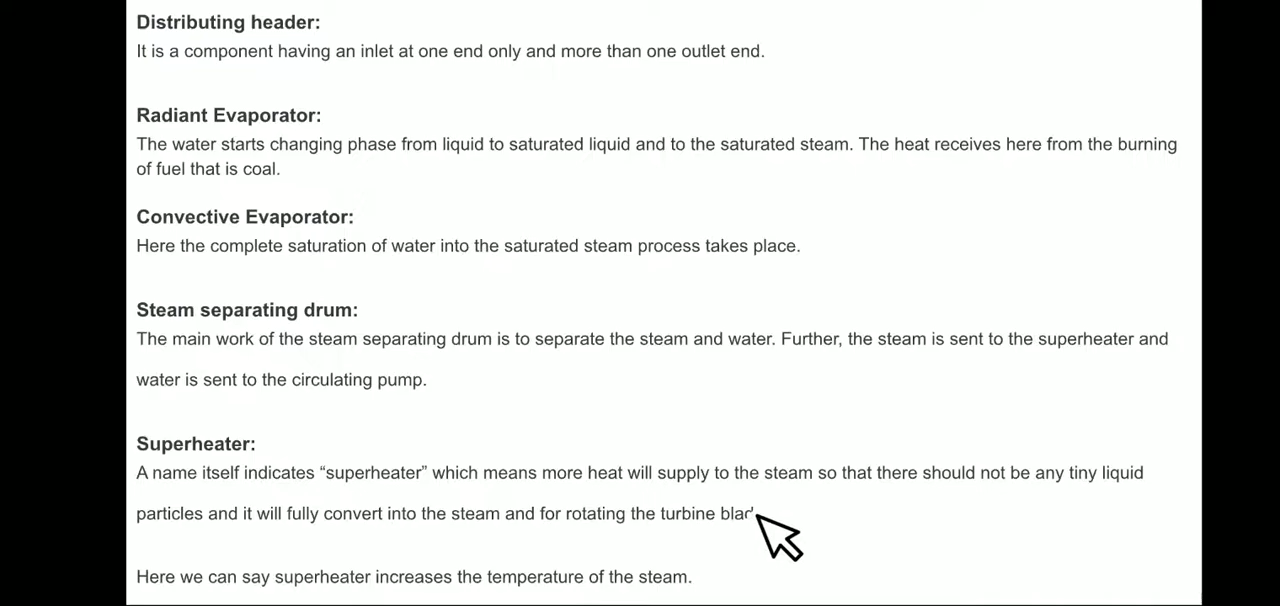 Distributing header:
It is a component having an inlet at one end only and more than one outlet end.
Radiant Evaporator:
The water starts changing phase from liquid to saturated liquid and to the saturated steam. The heat receives here from the burning
of fuel that is coal.
Convective Evaporator:
Here the complete saturation of water into the saturated steam process takes place.
Steam separating drum:
The main work of the steam separating drum is to separate the steam and water. Further, the steam is sent to the superheater and
water is sent to the circulating pump.
Superheater:
A name itself indicates “superheater” which means more heat will supply to the steam so that there should not be any tiny liquid
particles and it will fully convert into the steam and for rotating the turbine
Here we can say superheater increases the temperature of the steam.